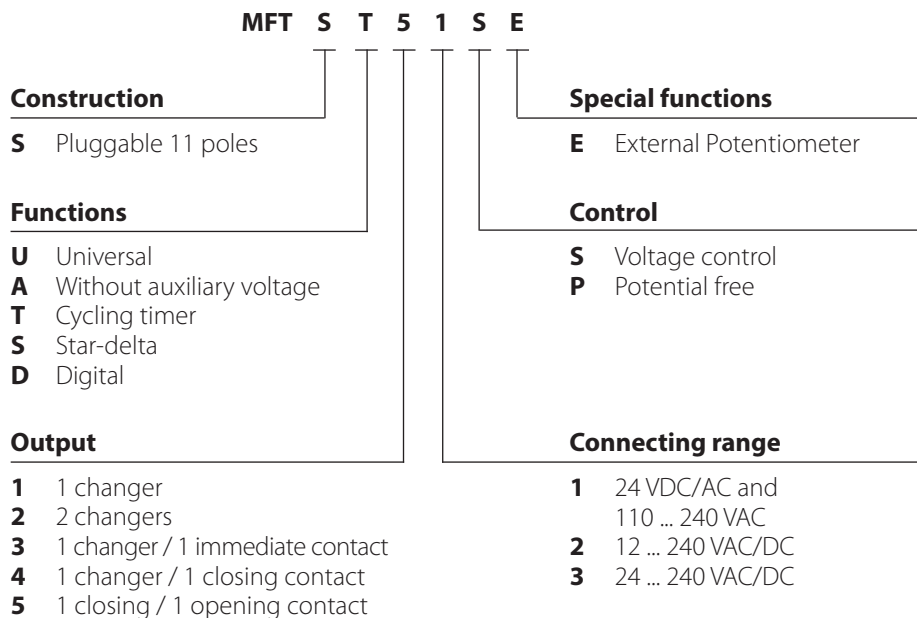 MFT S T 5 1 S E
Construction
S Pluggable 11 poles
Functions
U Universal
A Without auxiliary voltage
T Cycling timer
S Star-delta
D Digital
Output
1 1 changer
2 2 changers
3 1 changer / 1 immediate contact
4 1 changer / 1 closing contact
5 1 closing / 1 opening contact
Special functions
E External Potentiometer
Control
S Voltage control
P Potential free
Connecting range
1 24 VDC/AC and
110 ... 240 VAC
2 12 ... 240 VAC/DC
3 24 ... 240 VAC/DC